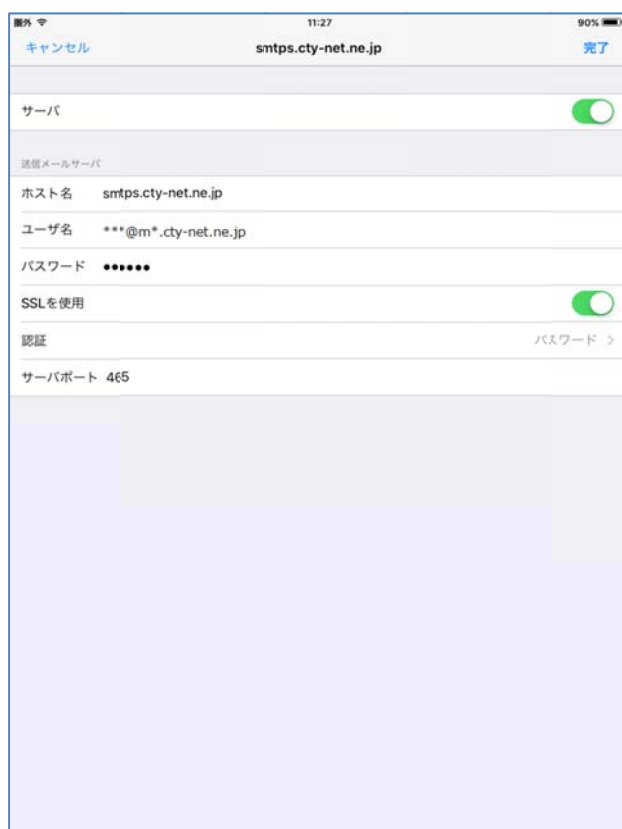 圏外 11:27 90%
キャンセル smtps.cty-net.ne.jp 完了
サーバ
送信メールサーバ
ホスト名 smtps.cty-net.ne.jp
ユーザ名 ***@m*.cty-net.ne.jp
パスワード ●●●●●●
SSLを使用
認証 パスワード >
サーバポート 465